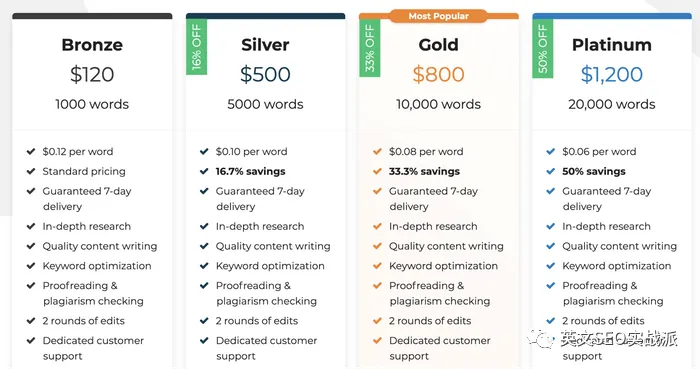 Most Popular
Bronze
$120
1000 words
$0.12 per word
Standard pricing
Guaranteed 7-day
delivery
In-depth research
Quality content writing
Keyword optimization
Proofreading &
plagiarism checking
2 rounds of edits
Dedicated customer
support
16% OFF
Silver
$500
5000 words
$0.10 per word
16.7% savings
Guaranteed 7-day
delivery
In-depth research
Quality content writing
Keyword optimization
Proofreading &
plagiarism checking
2 rounds of edits
Dedicated customer
support
33% OFF
Gold
$800
10,000 words
$0.08 per word
33.3% savings
Guaranteed 7-day
delivery
In-depth research
Quality content writing
Keyword optimization
Proofreading &
plagiarism checking
2 rounds of edits
Dedicated customer
support
50% OFF
Platinum
$1,200
20,000 words
$0.06 per word
50% savings
Guaranteed 7-day
delivery
In-depth research
Quality content writing
Keyword optimization
Proofreading &
plagiarism checking
2 rounds of edits
support
英文SEO实战派